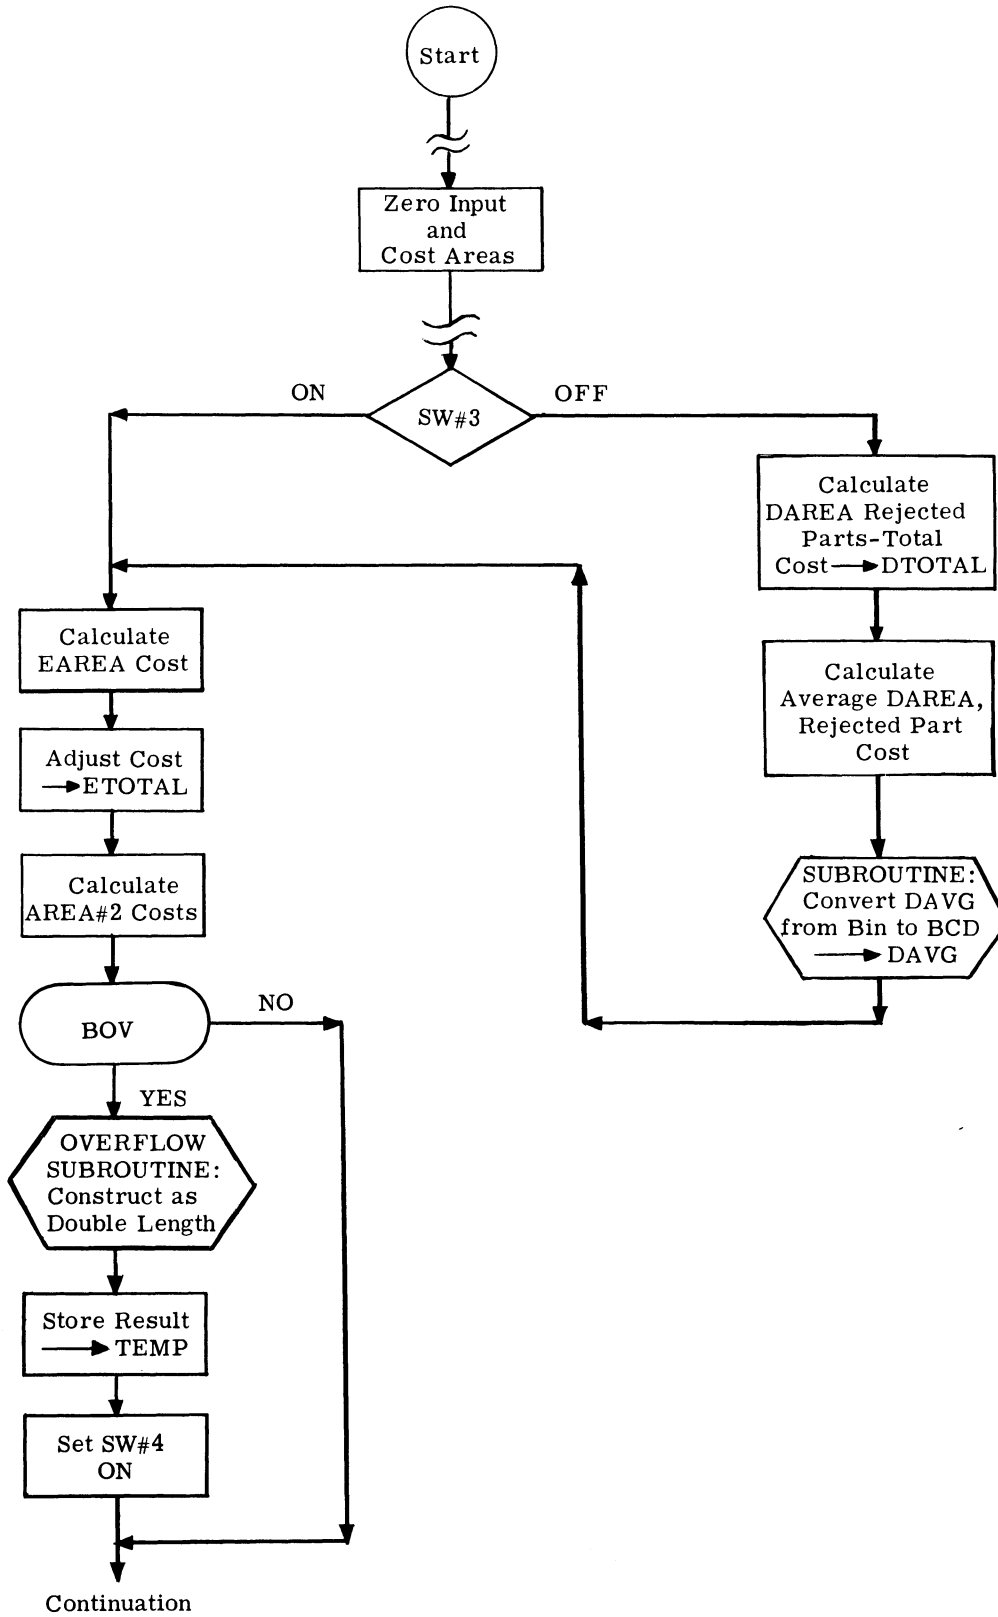 Start
Zero Input
and
Cost Areas
ON
OFF
SW#3
Calculate
DAREA Rejected
Parts-Total
Cost → DTOTAL
Calculate
Average DAREA,
Rejected Part
Cost
SUBROUTINE:
Convert DAVG
from Bin to BCD
→ DAVG
Calculate
EAREA Cost
Adjust Cost
→ ETOTAL
Calculate
AREA#2 Costs
BOV
NO
YES
OVERFLOW
SUBROUTINE:
Construct as
Double Length
Store Result
→ TEMP
Set SW#4
ON
Continuation